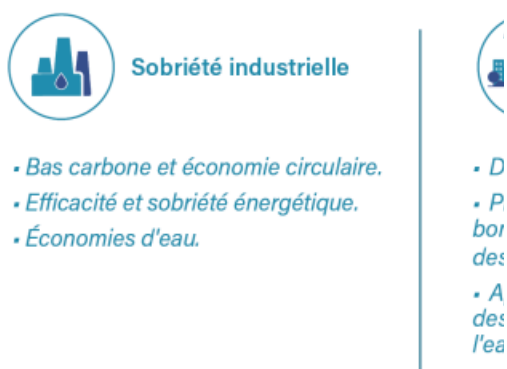 Sobriété industrielle
• Bas carbone et économie circulaire.
• Efficacité et sobriété énergétique.
• Économies d'eau.